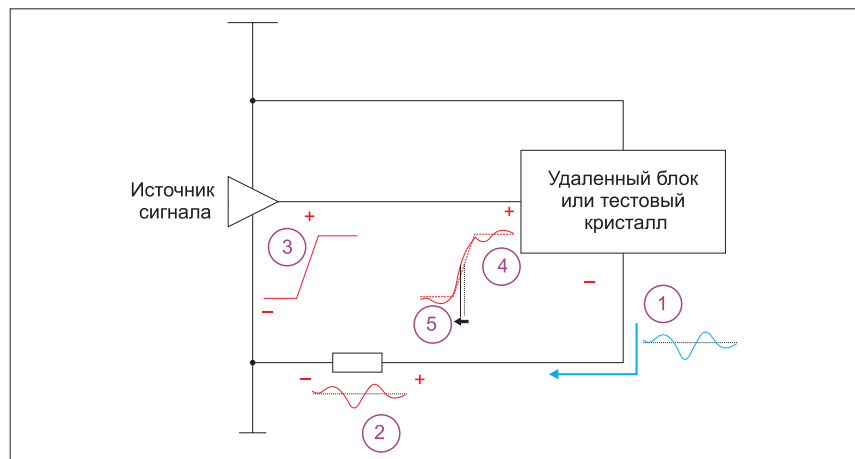 Источник
сигнала
Удаленный блок
или тестовый
кристалл
+
+
3
4
–
–
1
5
–
+
2